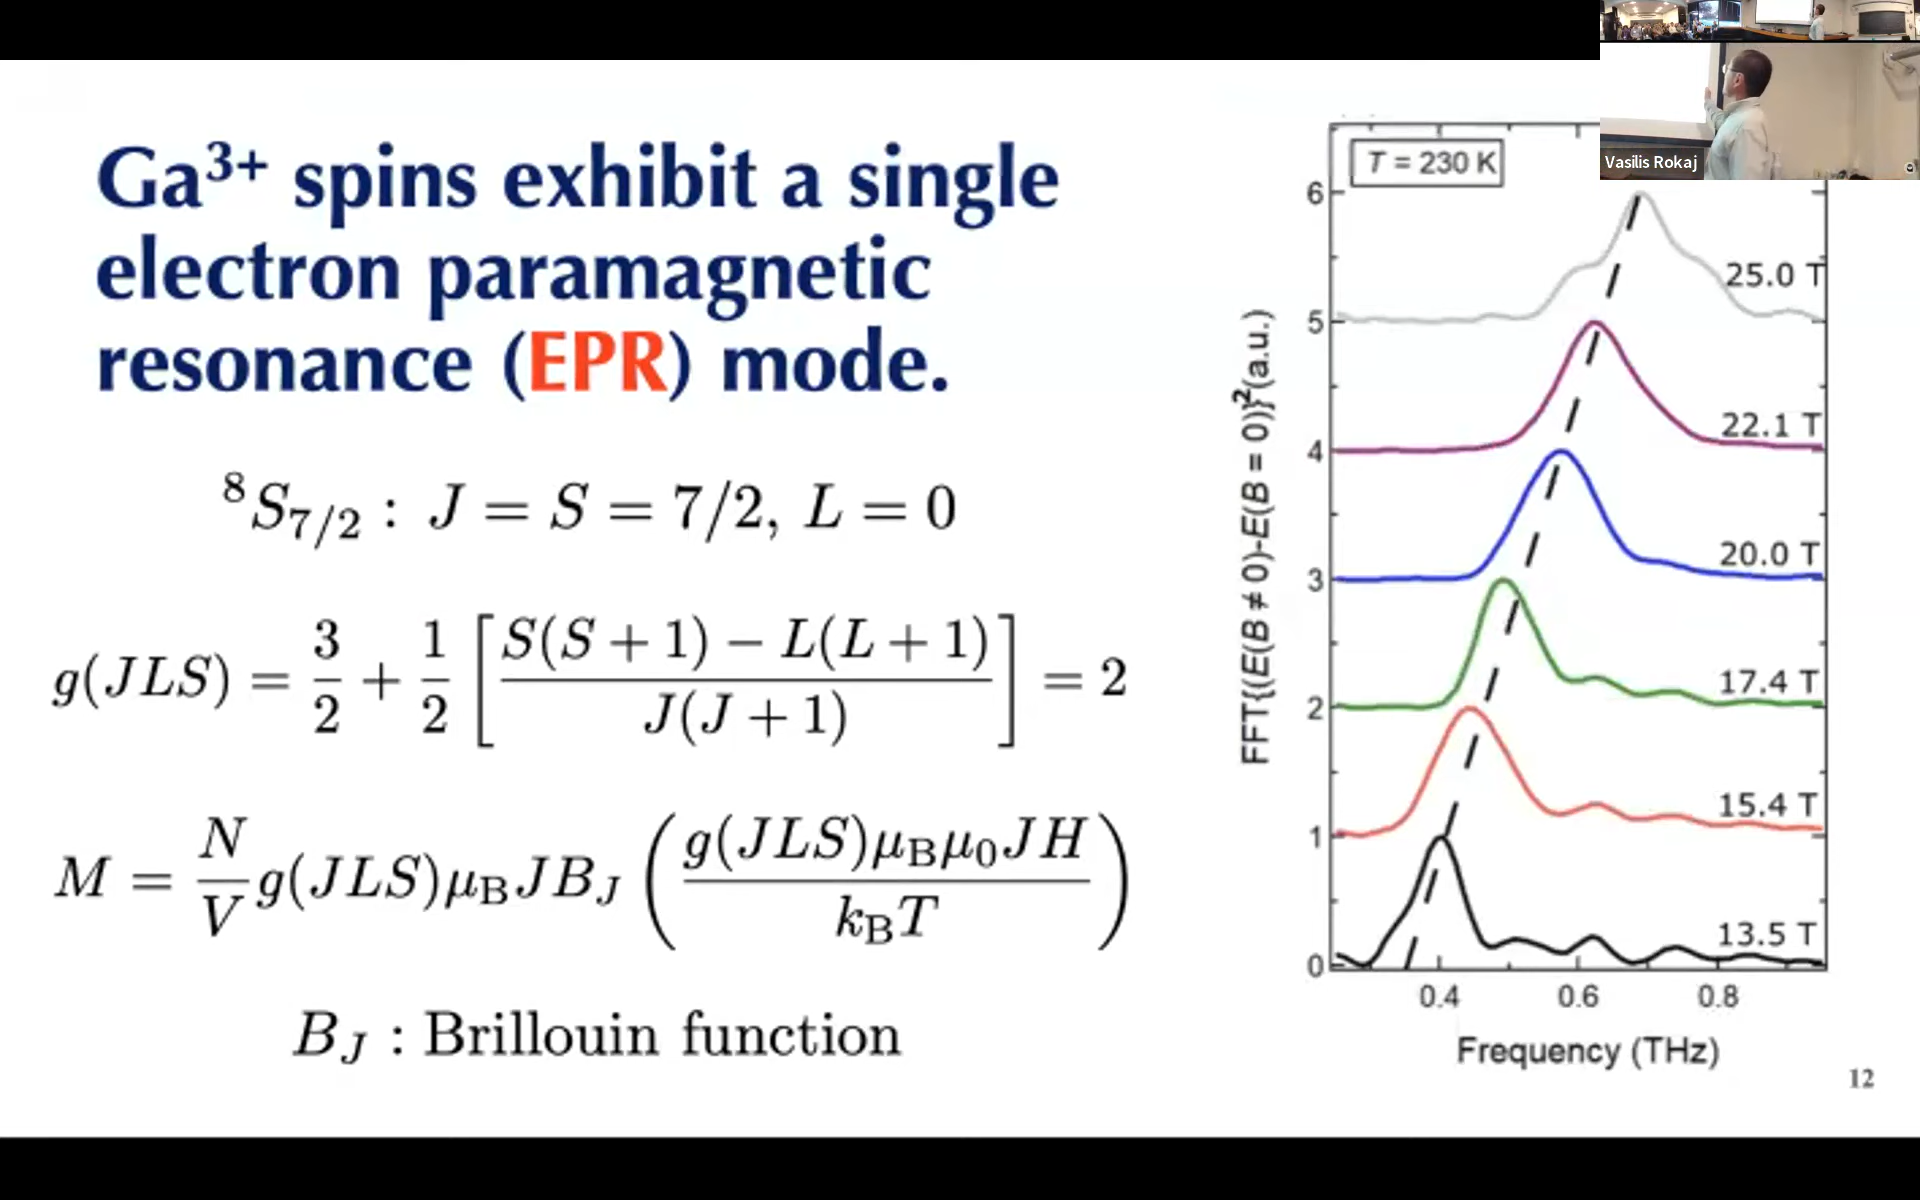 Ga³⁺ spins exhibit a single
electron paramagnetic
resonance (EPR) mode.
⁸S₇/₂ : J = S = 7/2, L = 0
g(JLS) = 3/2 + 1/2 [S(S + 1) − L(L + 1) / J(J + 1)] = 2
M = N/V g(JLS)μ_B J B_J (g(JLS)μ_B μ₀ J H / k_B T)
B_J : Brillouin function
T = 230 K
FFT{(E(B ≠ 0)-E(B = 0)}² (a.u.)
6
5
4
3
2
1
0
25.0 T
22.1 T
20.0 T
17.4 T
15.4 T
13.5 T
0.4 0.6 0.8
Frequency (THz)
12
Vasilis Rokaj